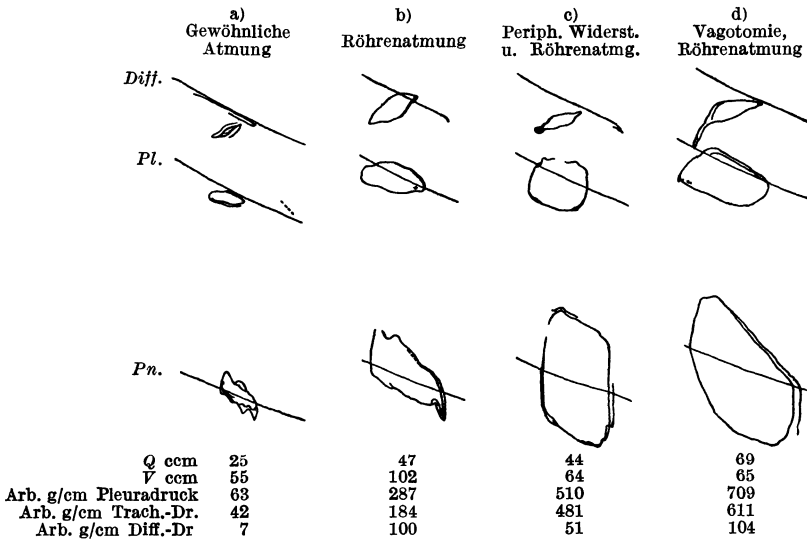 a) b) c) d)
Gewöhnliche Röhrenatmung Periph. Widerst. Vagotomie,
Atmung u. Röhrenatmg. Röhrenatmung
Diff.
Pl.
Pn.
Q ccm 25 47 44 69
V ccm 55 102 64 65
Arb. g/cm Pleuradruck 63 287 510 709
Arb. g/cm Trach.-Dr. 42 184 481 611
Arb. g/cm Diff.-Dr 7 100 51 104